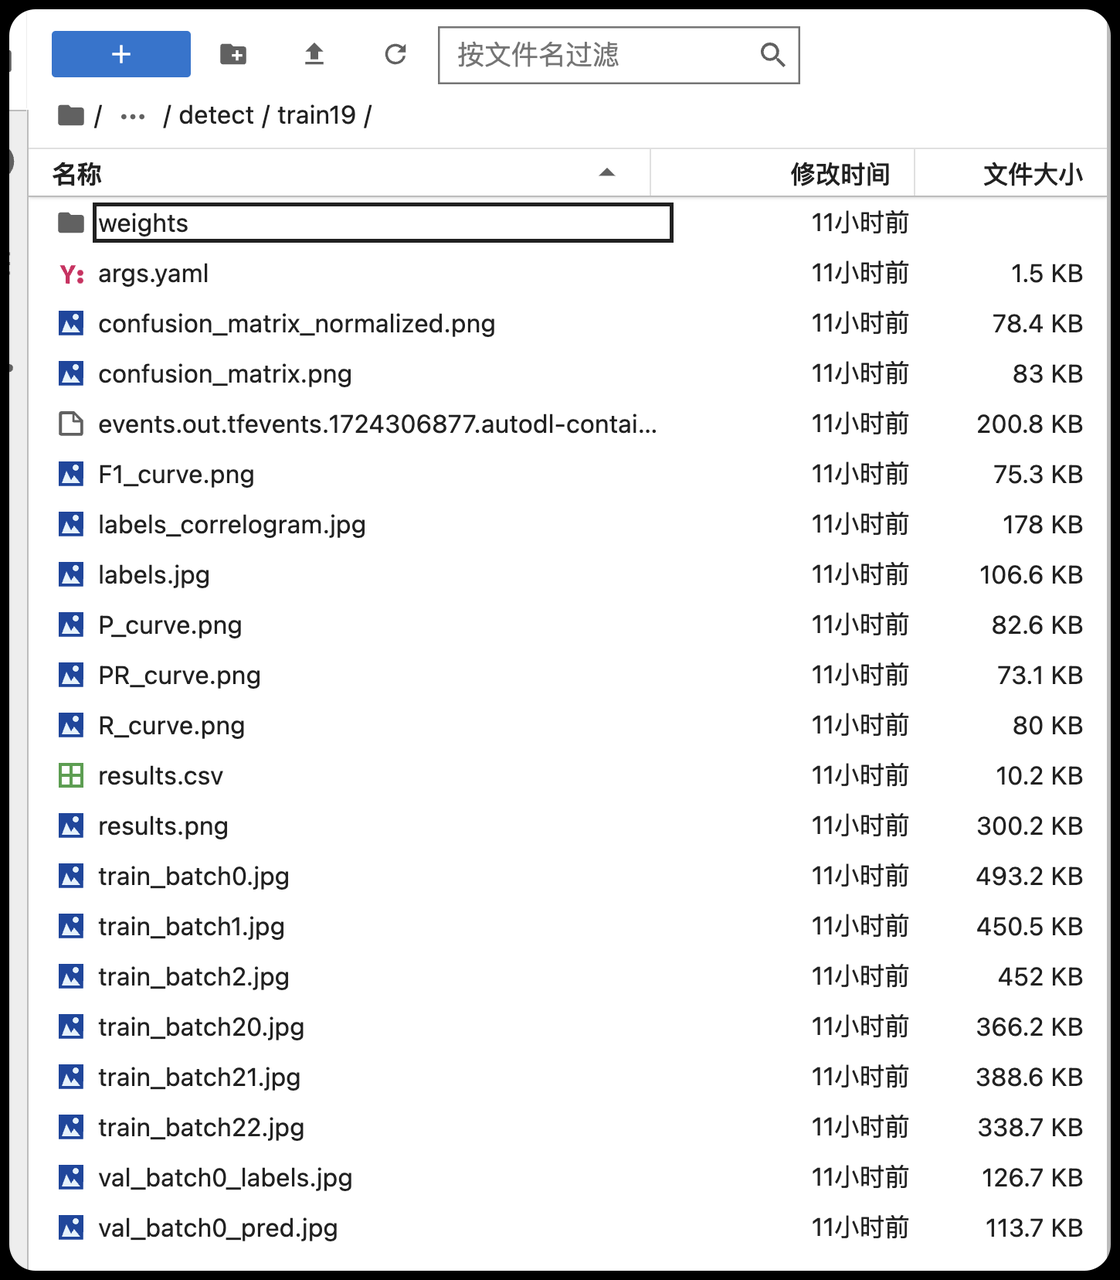 +
按文件名过滤
/ ··· / detect / train19 /
名称 修改时间 文件大小
weights 11小时前
Y: args.yaml 11小时前 1.5 KB
confusion_matrix_normalized.png 11小时前 78.4 KB
confusion_matrix.png 11小时前 83 KB
events.out.tfevents.1724306877.autodl-contai... 11小时前 200.8 KB
F1_curve.png 11小时前 75.3 KB
labels_correlogram.jpg 11小时前 178 KB
labels.jpg 11小时前 106.6 KB
P_curve.png 11小时前 82.6 KB
PR_curve.png 11小时前 73.1 KB
R_curve.png 11小时前 80 KB
results.csv 11小时前 10.2 KB
results.png 11小时前 300.2 KB
train_batch0.jpg 11小时前 493.2 KB
train_batch1.jpg 11小时前 450.5 KB
train_batch2.jpg 11小时前 452 KB
train_batch20.jpg 11小时前 366.2 KB
train_batch21.jpg 11小时前 388.6 KB
train_batch22.jpg 11小时前 338.7 KB
val_batch0_labels.jpg 11小时前 126.7 KB
val_batch0_pred.jpg 11小时前 113.7 KB